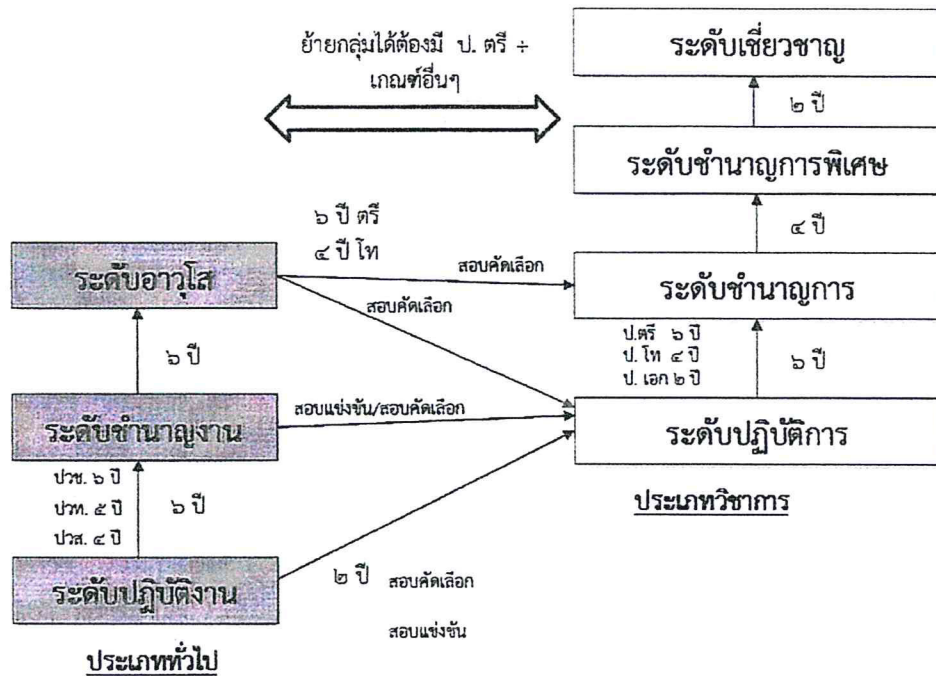 ย้ายกลุ่มได้ต้องมี ป. ตรี ÷
เกณฑ์อื่นๆ
ระดับเชี่ยวชาญ
๒ ปี
ระดับชำนาญการพิเศษ
๔ ปี
๖ ปี ตรี
๔ ปี โท
ระดับอาวุโส
สอบคัดเลือก
สอบคัดเลือก
ระดับชำนาญการ
ป.ตรี ๖ ปี
ป. โท ๔ ปี
ป. เอก ๒ ปี
๖ ปี
๖ ปี
ระดับชำนาญงาน
สอบแข่งขัน/สอบคัดเลือก
ระดับปฏิบัติการ
ประเภทวิชาการ
ปวช. ๖ ปี
ปวท. ๕ ปี
ปวส. ๔ ปี
๖ ปี
ระดับปฏิบัติงาน
๒ ปี สอบคัดเลือก
สอบแข่งขัน
ประเภททั่วไป